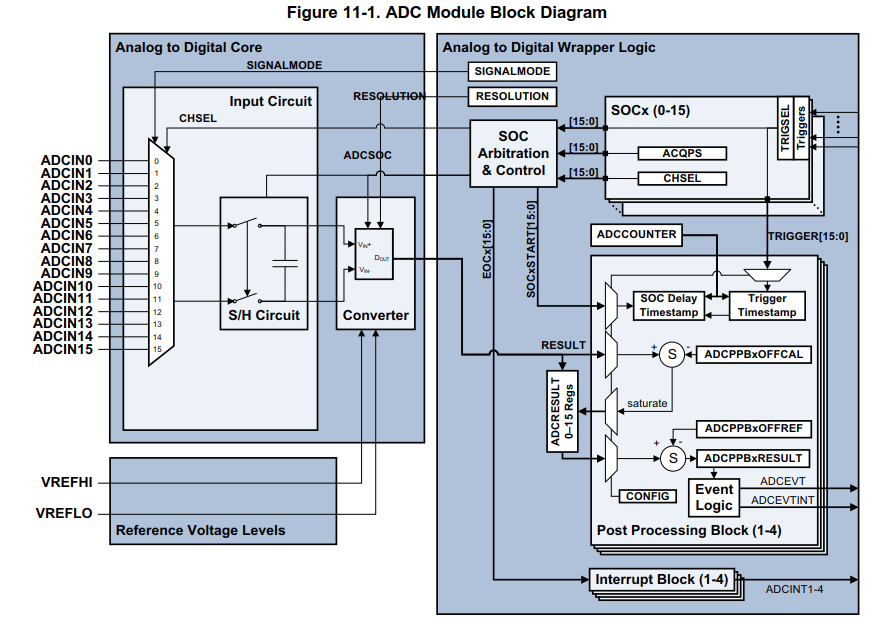 Figure 11-1. ADC Module Block Diagram
Analog to Digital Core
Analog to Digital Wrapper Logic
SIGNALMODE
SIGNALMODE
RESOLUTION
RESOLUTION
Input Circuit
CHSEL
ADCSOC
SOC
Arbitration
& Control
[15:0]
[15:0]
[15:0]
SOCx (0-15)
ACQPS
CHSEL
TRIGSEL
Triggers
ADCIN0
ADCIN1
ADCIN2
ADCIN3
ADCIN4
ADCIN5
ADCIN6
ADCIN7
ADCIN8
ADCIN9
ADCIN10
ADCIN11
ADCIN12
ADCIN13
ADCIN14
ADCIN15
0
1
2
3
4
5
6
7
8
9
10
11
12
13
14
15
S/H Circuit
VIN+
VIN-
DOUT
Converter
EOCx[15:0]
SOCxSTART[15:0]
ADCCOUNTER
TRIGGER[15:0]
SOC Delay
Timestamp
Trigger
Timestamp
RESULT
ADCRESULT
0–15 Regs
+
S
-
ADCPPBxOFFCAL
saturate
ADCPPBxOFFREF
+
-
S
ADCPPBxRESULT
CONFIG
Event
Logic
ADCEVT
ADCEVTINT
Post Processing Block (1-4)
Interrupt Block (1-4)
ADCINT1-4
VREFHI
VREFLO
Reference Voltage Levels